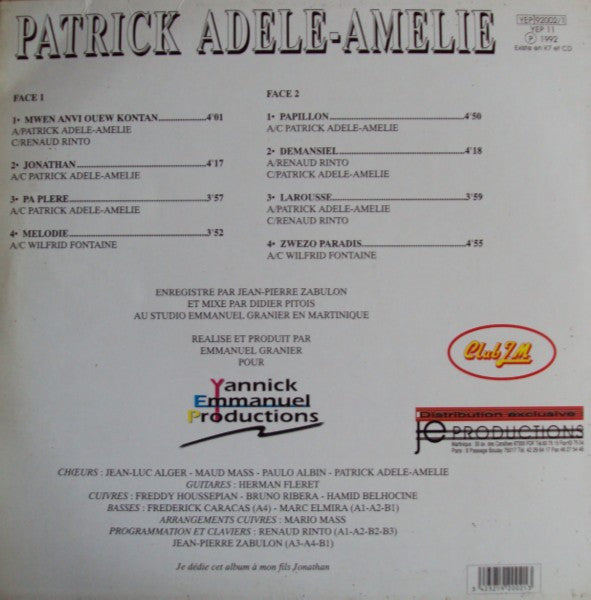 PATRICK ADELE-AMELIE
YEP 92002/1
YEP 11
℗ 1992
Existe en K7 et CD
FACE 1
1• MWEN ANVI OUEW KONTAN 4'01
A/PATRICK ADELE-AMELIE
C/RENAUD RINTO
2• JONATHAN 4'17
A/C PATRICK ADELE-AMELIE
3• PA PLERE 3'57
A/C PATRICK ADELE-AMELIE
4• MELODIE 3'52
A/C WILFRID FONTAINE
FACE 2
1• PAPILLON 4'50
A/C PATRICK ADELE-AMELIE
2• DEMANSIEL 4'18
A/RENAUD RINTO
C/PATRICK ADELE-AMELIE
3• LAROUSSE 3'59
A/PATRICK ADELE-AMELIE
C/RENAUD RINTO
4• ZWEZO PARADIS 4'55
A/C WILFRID FONTAINE
ENREGISTRE PAR JEAN-PIERRE ZABULON
ET MIXE PAR DIDIER PITOIS
AU STUDIO EMMANUEL GRANIER EN MARTINIQUE
REALISE ET PRODUIT PAR
EMMANUEL GRANIER
POUR
Yannick
Emmanuel
Productions
Club 7M
Distribution exclusive
je PRODUCTIONS
CHŒURS : JEAN-LUC ALGER - MAUD MASS - PAULO ALBIN - PATRICK ADELE-AMELIE
GUITARES : HERMAN FLERET
CUIVRES : FREDDY HOUSSEPIAN - BRUNO RIBERA - HAMID BELHOCINE
BASSES : FREDERICK CARACAS (A4) - MARC ELMIRA (A1-A2-B1)
ARRANGEMENTS CUIVRES : MARIO MASS
PROGRAMMATION ET CLAVIERS : RENAUD RINTO (A1-A2-B2-B3)
JEAN-PIERRE ZABULON (A3-A4-B1)
Je dédie cet album à mon fils Jonathan